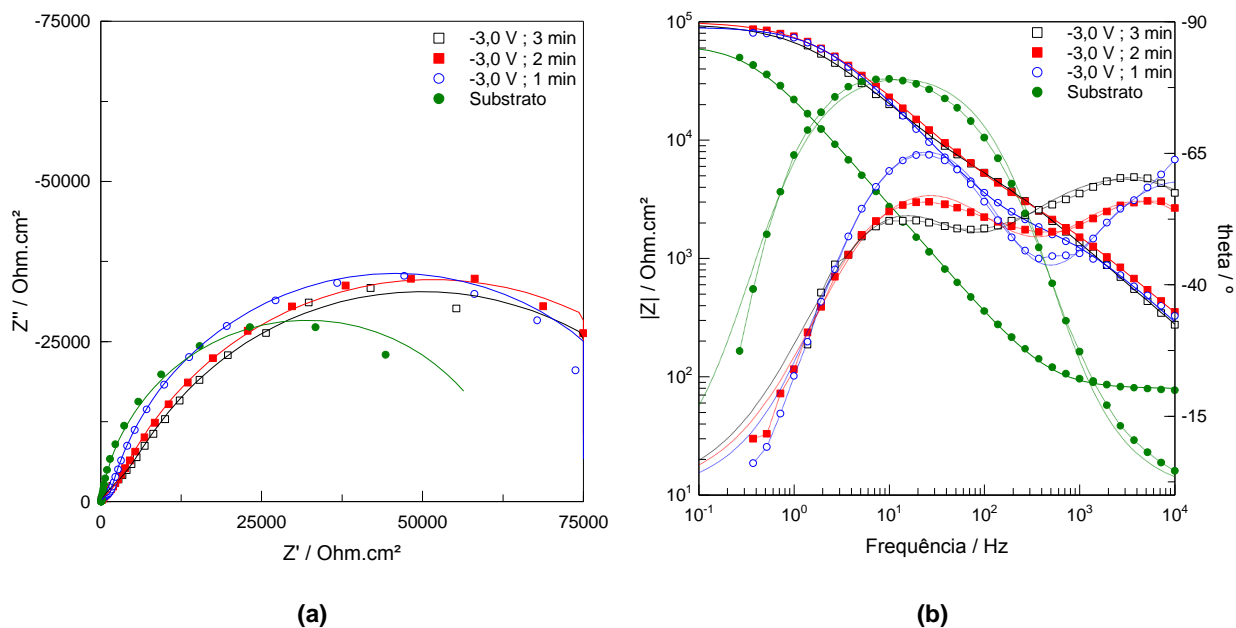 -75000
-50000
-25000
0
0
25000
50000
75000
Z'' / Ohm.cm²
Z' / Ohm.cm²
-3,0 V ; 3 min
-3,0 V ; 2 min
-3,0 V ; 1 min
Substrato
(a)
10⁵
10⁴
10³
10²
10¹
10⁻¹
10⁰
10¹
10²
10³
10⁴
-90
-65
-40
-15
|Z| / Ohm.cm²
theta / º
Frequência / Hz
-3,0 V ; 3 min
-3,0 V ; 2 min
-3,0 V ; 1 min
Substrato
(b)